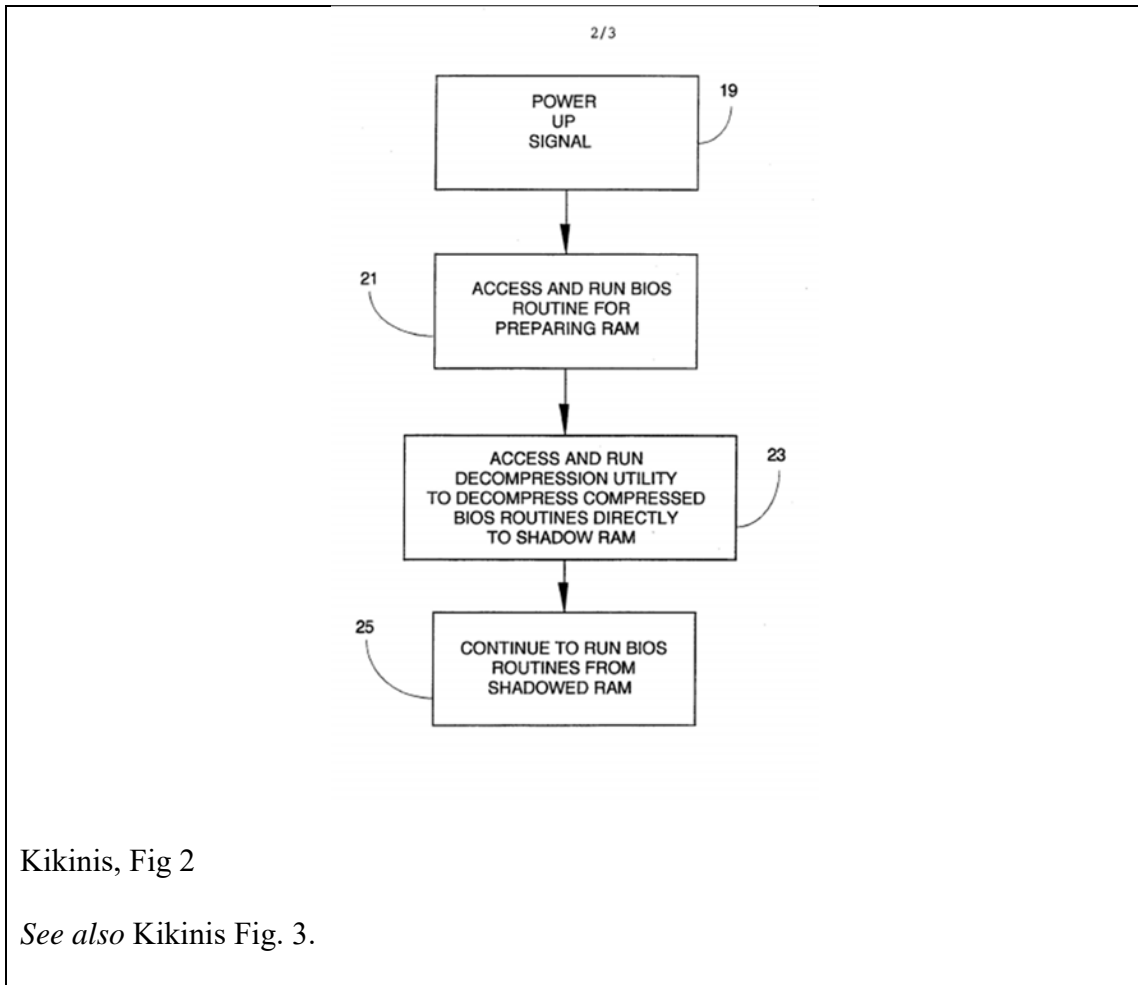 2/3
POWER
UP
SIGNAL
19
21
ACCESS AND RUN BIOS
ROUTINE FOR
PREPARING RAM
ACCESS AND RUN
DECOMPRESSION UTILITY
TO DECOMPRESS COMPRESSED
BIOS ROUTINES DIRECTLY
TO SHADOW RAM
23
25
CONTINUE TO RUN BIOS
ROUTINES FROM
SHADOWED RAM
Kikinis, Fig 2
See also Kikinis Fig. 3.